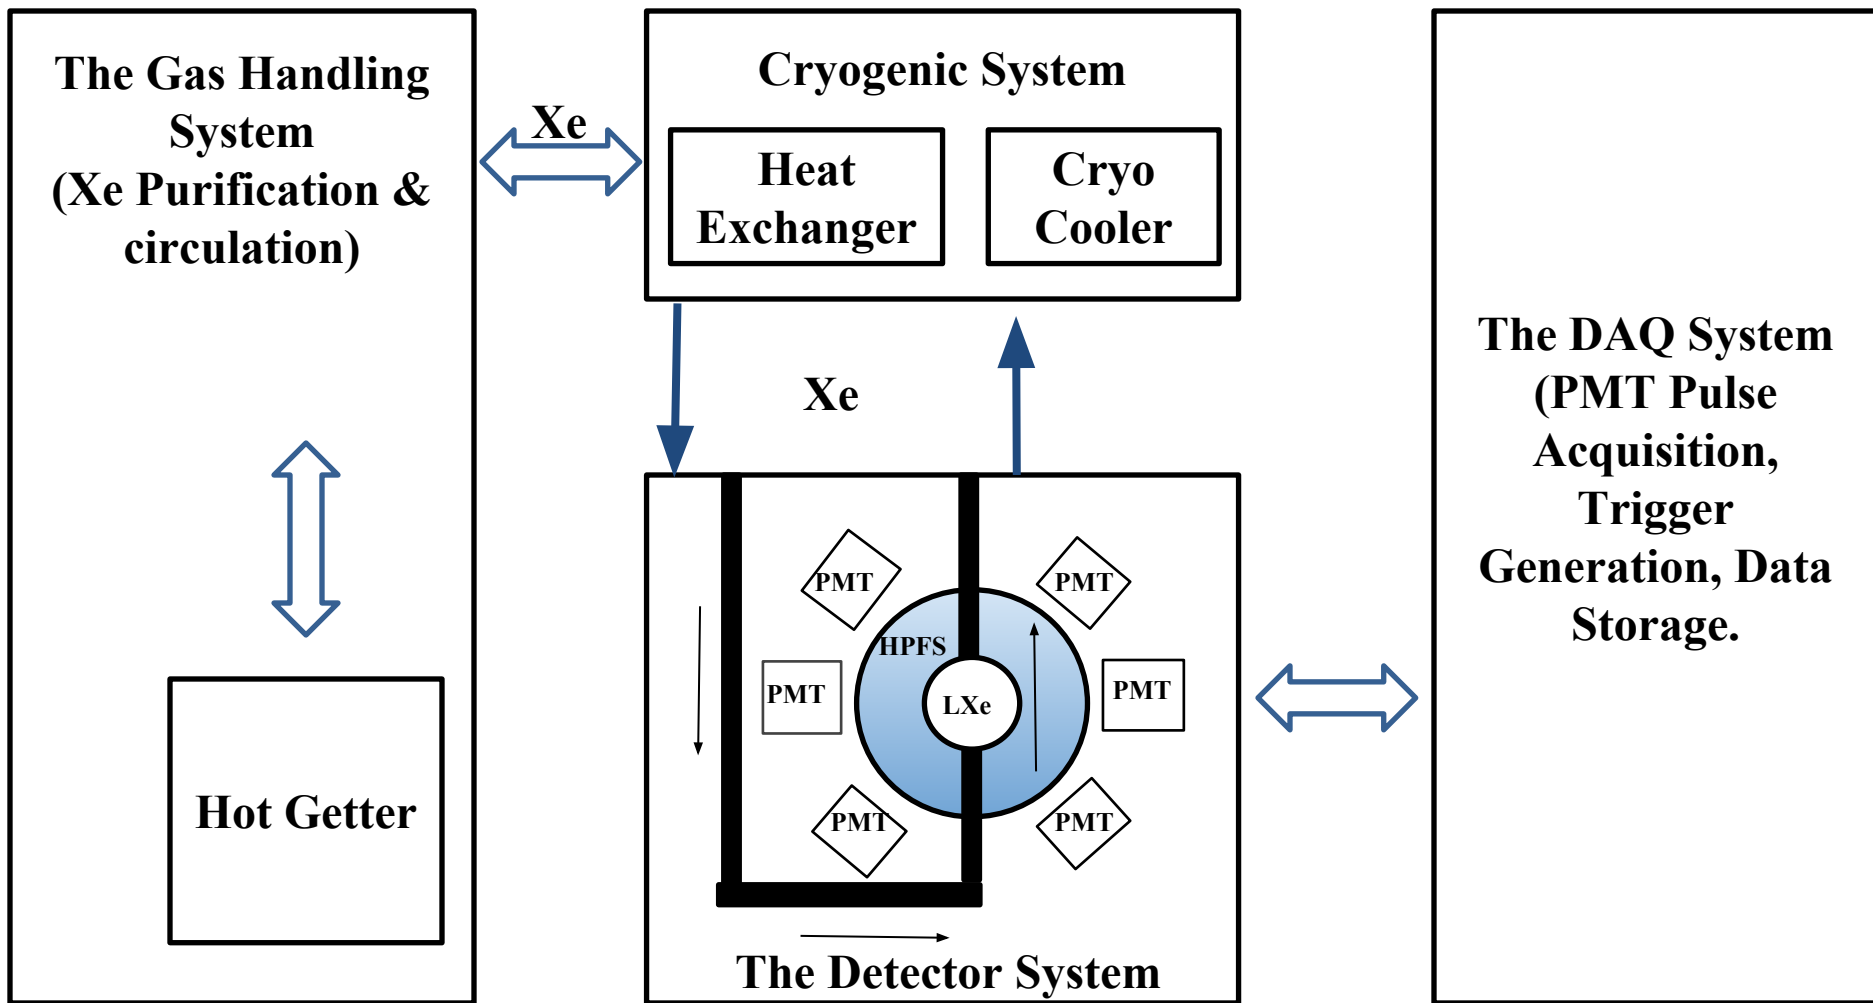 The Gas Handling
System
(Xe Purification &
circulation)
Hot Getter
Xe
Cryogenic System
Heat
Exchanger
Cryo
Cooler
Xe
PMT
PMT
HPFS
PMT
LXe
PMT
PMT
PMT
The Detector System
The DAQ System
(PMT Pulse
Acquisition,
Trigger
Generation, Data
Storage.